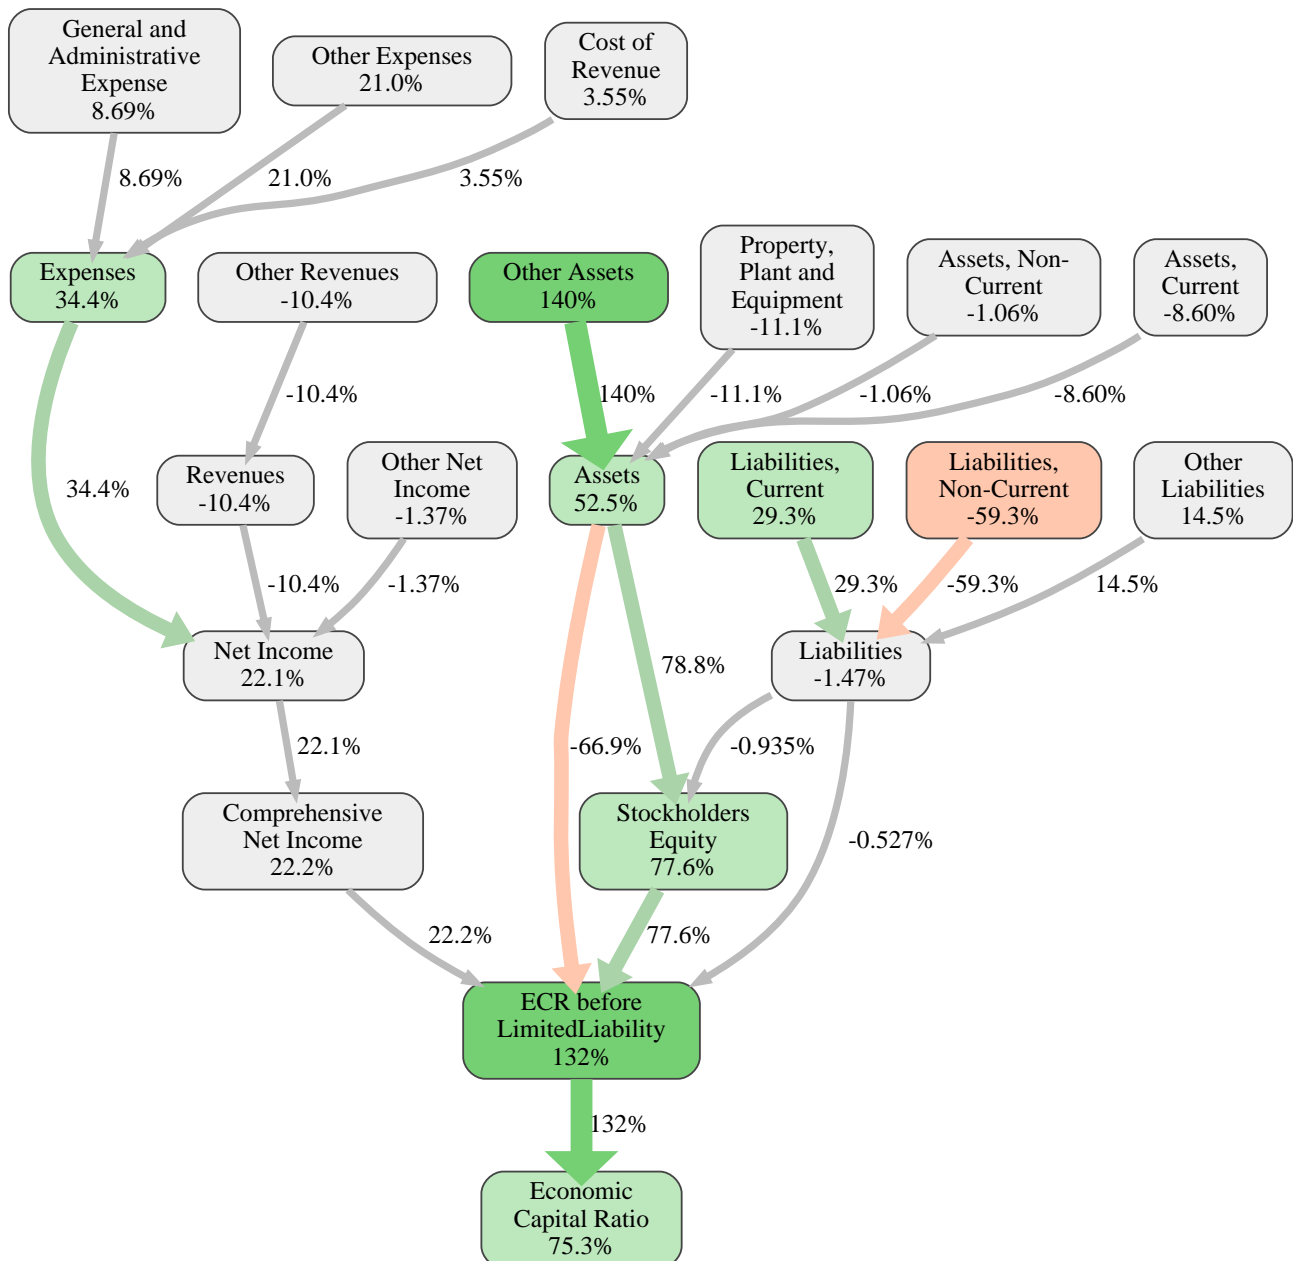 General and
Administrative
Expense
8.69%
Other Expenses
21.0%
Cost of
Revenue
3.55%
8.69%
21.0%
3.55%
Expenses
34.4%
Other Revenues
-10.4%
Other Assets
140%
Property,
Plant and
Equipment
-11.1%
Assets, Non-
Current
-1.06%
Assets,
Current
-8.60%
-10.4%
140%
-11.1%
-1.06%
-8.60%
34.4%
Revenues
-10.4%
Other Net
Income
-1.37%
Assets
52.5%
Liabilities,
Current
29.3%
Liabilities,
Non-Current
-59.3%
Other
Liabilities
14.5%
-10.4%
-1.37%
29.3%
-59.3%
14.5%
Net Income
22.1%
78.8%
Liabilities
-1.47%
22.1%
-66.9%
-0.935%
Comprehensive
Net Income
22.2%
Stockholders
Equity
77.6%
-0.527%
22.2%
77.6%
ECR before
LimitedLiability
132%
132%
Economic
Capital Ratio
75.3%